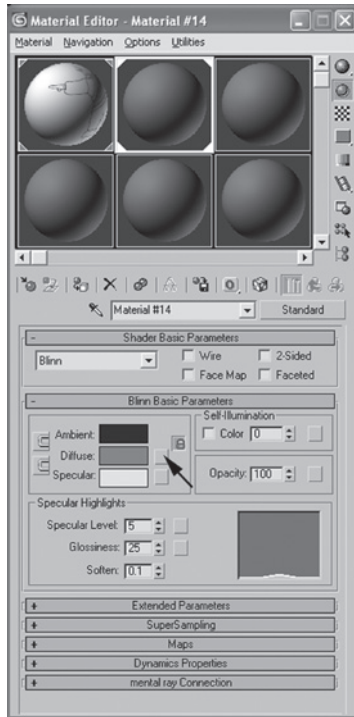 Material Editor - Material #14
Material Navigation Options Utilities
Material #14 Standard
- Shader Basic Parameters
Blinn Wire 2-Sided
Face Map Faceted
- Blinn Basic Parameters
Self-Illumination
Ambient: Color 0
Diffuse:
Specular: Opacity: 100
Specular Highlights
Specular Level: 5
Glossiness: 25
Soften: 0.1
+ Extended Parameters
+ SuperSampling
+ Maps
+ Dynamics Properties
+ mental ray Connection